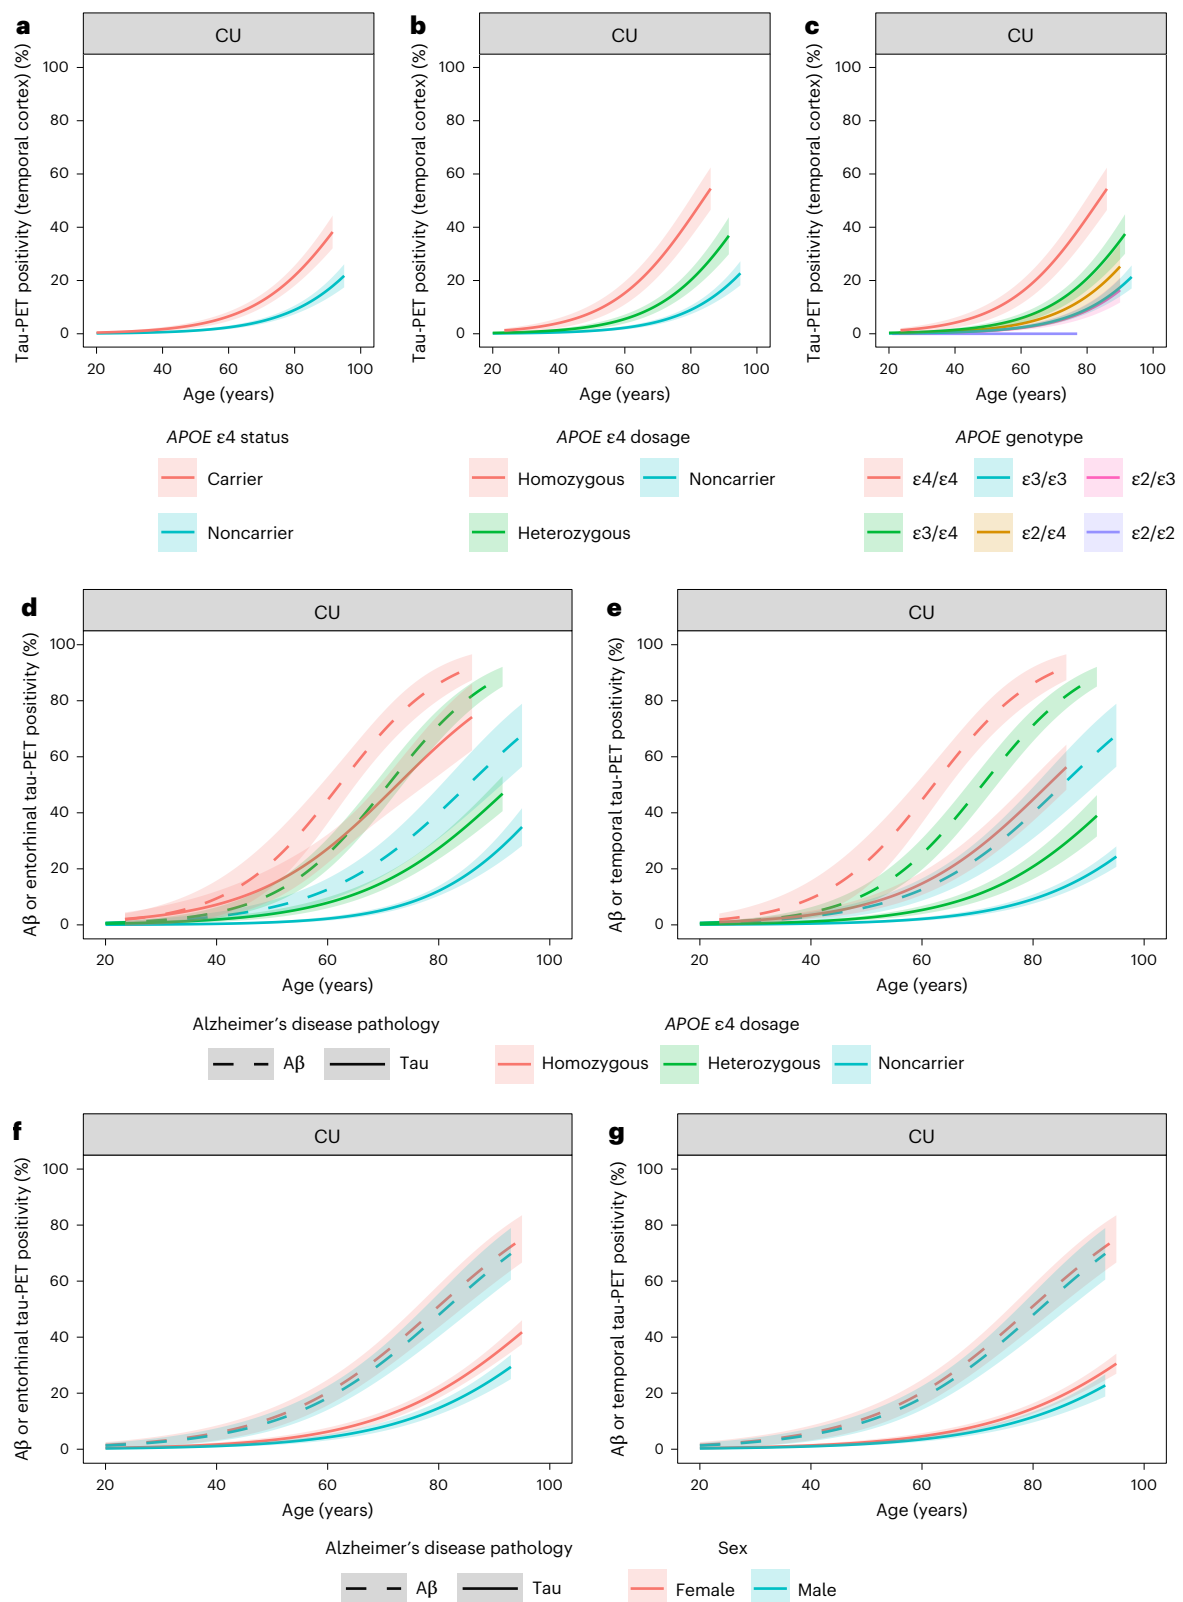 a
CU
Tau-PET positivity (temporal cortex) (%)
100
80
60
40
20
0
20 40 60 80 100
Age (years)
APOE ε4 status
Carrier
Noncarrier
b
CU
Tau-PET positivity (temporal cortex) (%)
100
80
60
40
20
0
20 40 60 80 100
Age (years)
APOE ε4 dosage
Homozygous Noncarrier
Heterozygous
c
CU
Tau-PET positivity (temporal cortex) (%)
100
80
60
40
20
0
20 40 60 80 100
Age (years)
APOE genotype
ε4/ε4 ε3/ε3 ε2/ε3
ε3/ε4 ε2/ε4 ε2/ε2
d
CU
Aβ or entorhinal tau-PET positivity (%)
100
80
60
40
20
0
20 40 60 80 100
Age (years)
e
CU
Aβ or temporal tau-PET positivity (%)
100
80
60
40
20
0
20 40 60 80 100
Age (years)
Alzheimer's disease pathology
Aβ Tau
APOE ε4 dosage
Homozygous Heterozygous Noncarrier
f
CU
Aβ or entorhinal tau-PET positivity (%)
100
80
60
40
20
0
20 40 60 80 100
Age (years)
g
CU
Aβ or temporal tau-PET positivity (%)
100
80
60
40
20
0
20 40 60 80 100
Age (years)
Alzheimer's disease pathology
Aβ Tau
Sex
Female Male